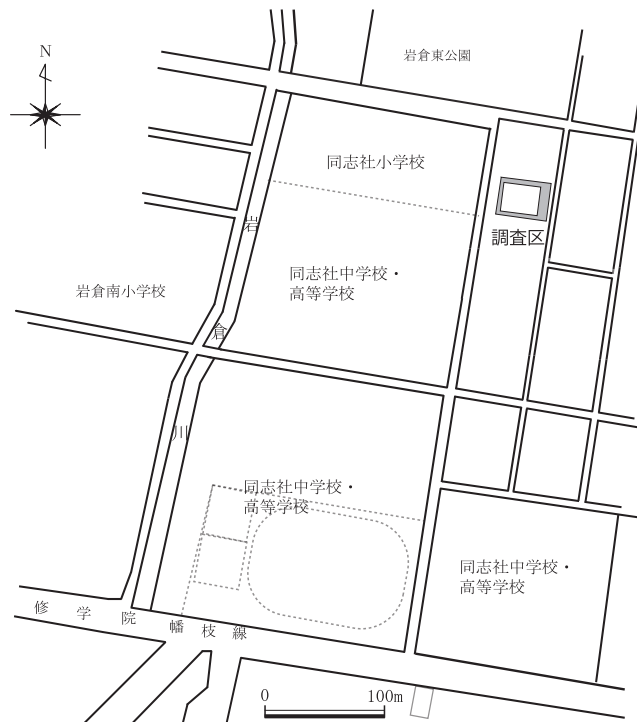 N
岩倉東公園
同志社小学校
調査区
岩倉川
同志社中学校・
高等学校
岩倉南小学校
同志社中学校・
高等学校
同志社中学校・
高等学校
修学院幡枝線
0 100m